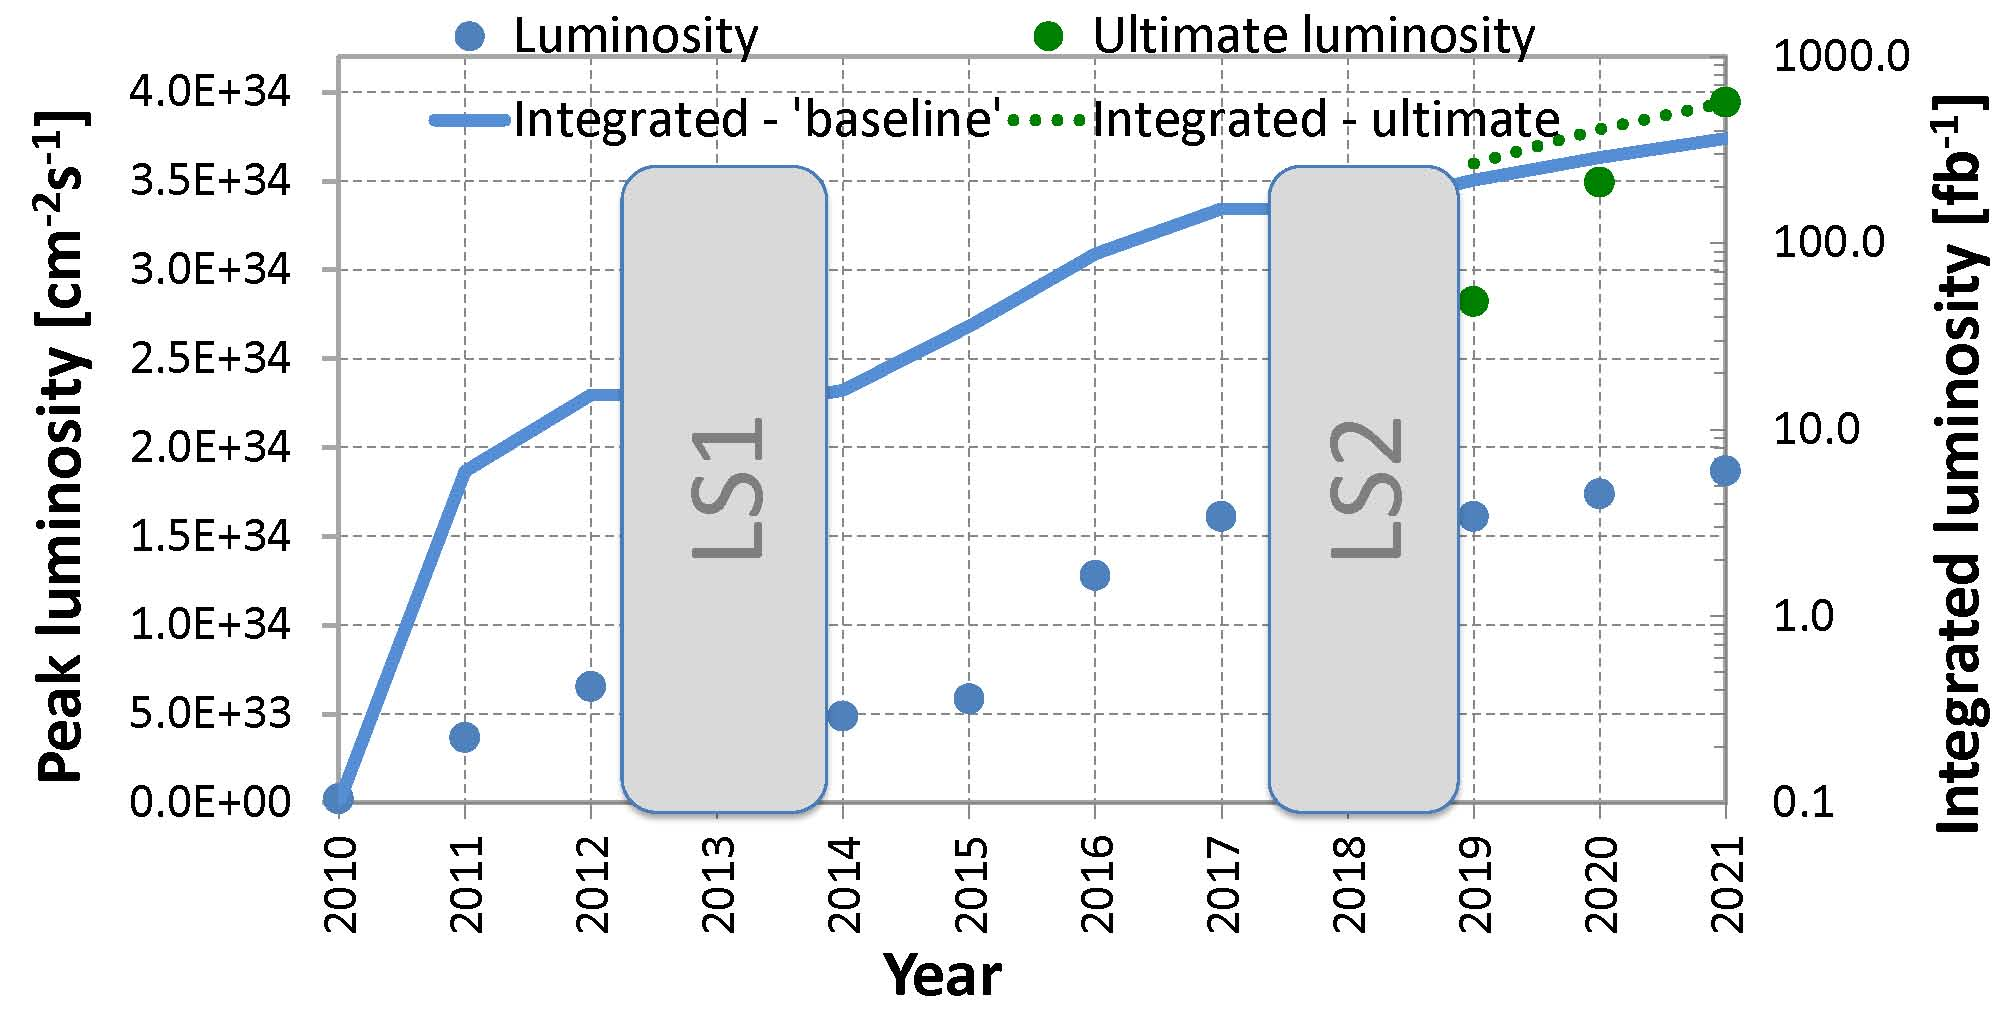 Luminosity
Ultimate luminosity
Integrated - 'baseline'
Integrated - ultimate
Peak luminosity [cm-2s-1]
4.0E+34
3.5E+34
3.0E+34
2.5E+34
2.0E+34
1.5E+34
1.0E+34
5.0E+33
0.0E+00
LS1
LS2
1000.0
100.0
10.0
1.0
0.1
Integrated luminosity [fb-1]
2010
2011
2012
2013
2014
2015
2016
2017
2018
2019
2020
2021
Year